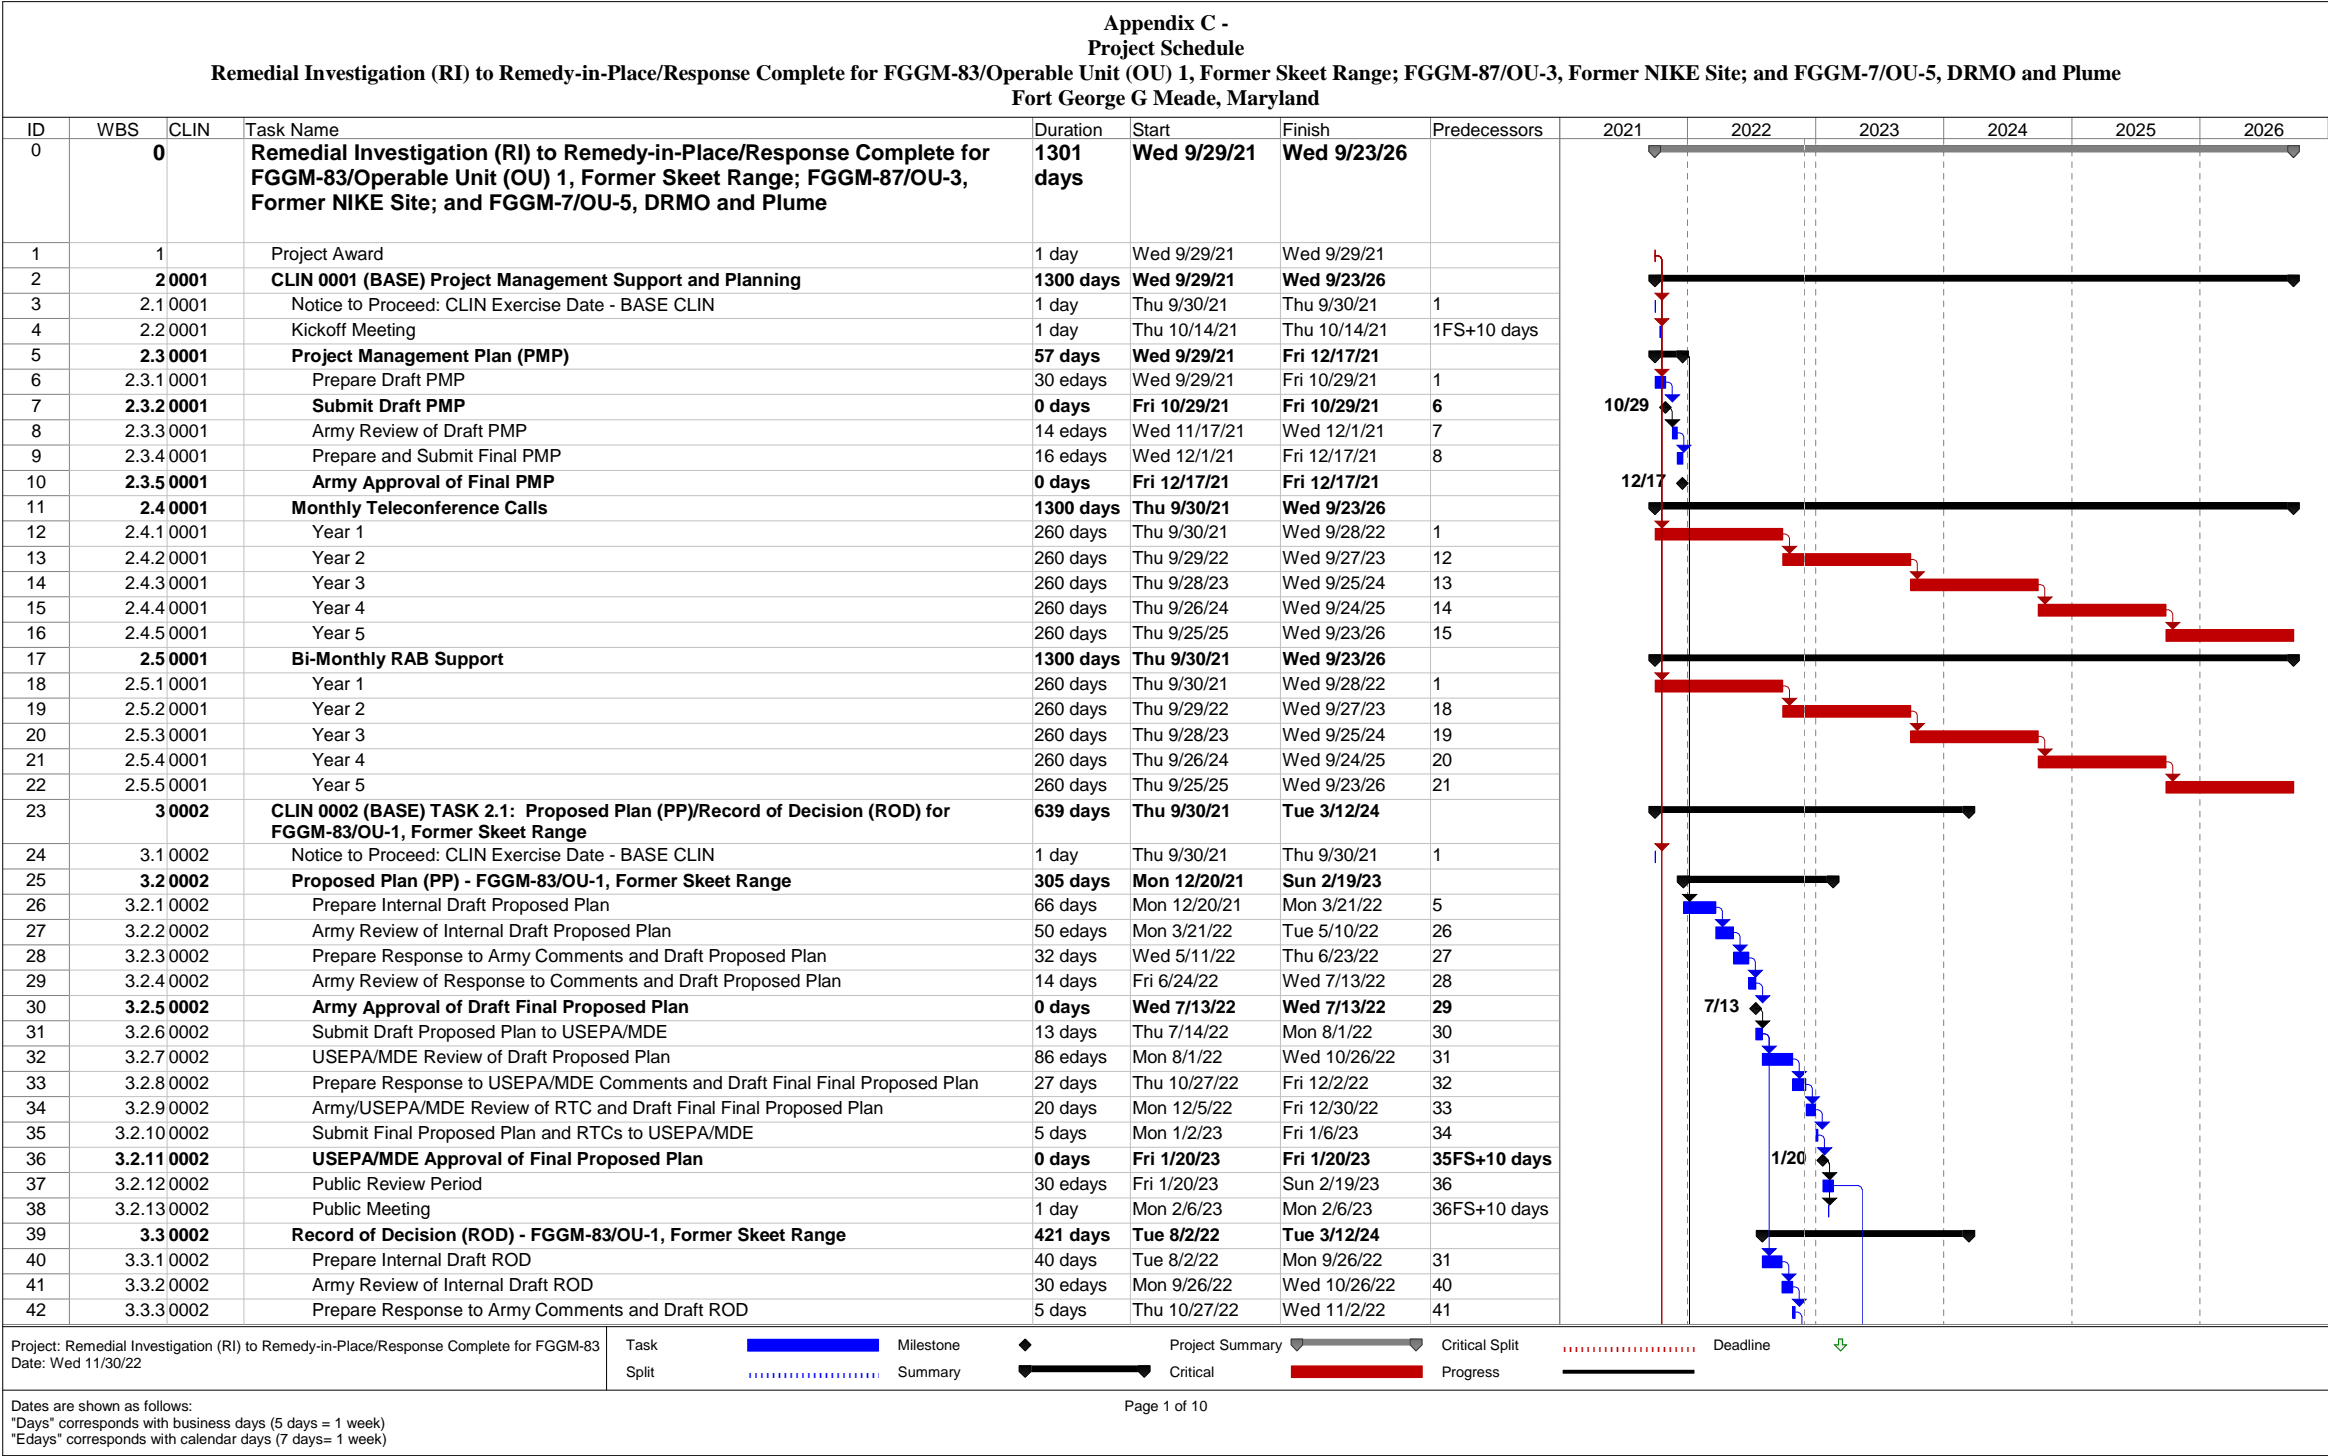 Appendix C -
Project Schedule
Remedial Investigation (RI) to Remedy-in-Place/Response Complete for FGGM-83/Operable Unit (OU) 1, Former Skeet Range; FGGM-87/OU-3, Former NIKE Site; and FGGM-7/OU-5, DRMO and Plume
Fort George G Meade, Maryland
ID WBS CLIN Task Name Duration Start Finish Predecessors 2021 2022 2023 2024 2025 2026
0 0 Remedial Investigation (RI) to Remedy-in-Place/Response Complete for 1301 Wed 9/29/21 Wed 9/23/26
FGGM-83/Operable Unit (OU) 1, Former Skeet Range; FGGM-87/OU-3, days
Former NIKE Site; and FGGM-7/OU-5, DRMO and Plume
1 1 Project Award 1 day Wed 9/29/21 Wed 9/29/21
2 2 0001 CLIN 0001 (BASE) Project Management Support and Planning 1300 days Wed 9/29/21 Wed 9/23/26
3 2.1 0001 Notice to Proceed: CLIN Exercise Date - BASE CLIN 1 day Thu 9/30/21 Thu 9/30/21 1
4 2.2 0001 Kickoff Meeting 1 day Thu 10/14/21 Thu 10/14/21 1FS+10 days
5 2.3 0001 Project Management Plan (PMP) 57 days Wed 9/29/21 Fri 12/17/21
6 2.3.1 0001 Prepare Draft PMP 30 edays Wed 9/29/21 Fri 10/29/21 1
7 2.3.2 0001 Submit Draft PMP 0 days Fri 10/29/21 Fri 10/29/21 6 10/29
8 2.3.3 0001 Army Review of Draft PMP 14 edays Wed 11/17/21 Wed 12/1/21 7
9 2.3.4 0001 Prepare and Submit Final PMP 16 edays Wed 12/1/21 Fri 12/17/21 8
10 2.3.5 0001 Army Approval of Final PMP 0 days Fri 12/17/21 Fri 12/17/21 12/17
11 2.4 0001 Monthly Teleconference Calls 1300 days Thu 9/30/21 Wed 9/23/26
12 2.4.1 0001 Year 1 260 days Thu 9/30/21 Wed 9/28/22 1
13 2.4.2 0001 Year 2 260 days Thu 9/29/22 Wed 9/27/23 12
14 2.4.3 0001 Year 3 260 days Thu 9/28/23 Wed 9/25/24 13
15 2.4.4 0001 Year 4 260 days Thu 9/26/24 Wed 9/24/25 14
16 2.4.5 0001 Year 5 260 days Thu 9/25/25 Wed 9/23/26 15
17 2.5 0001 Bi-Monthly RAB Support 1300 days Thu 9/30/21 Wed 9/23/26
18 2.5.1 0001 Year 1 260 days Thu 9/30/21 Wed 9/28/22 1
19 2.5.2 0001 Year 2 260 days Thu 9/29/22 Wed 9/27/23 18
20 2.5.3 0001 Year 3 260 days Thu 9/28/23 Wed 9/25/24 19
21 2.5.4 0001 Year 4 260 days Thu 9/26/24 Wed 9/24/25 20
22 2.5.5 0001 Year 5 260 days Thu 9/25/25 Wed 9/23/26 21
23 3 0002 CLIN 0002 (BASE) TASK 2.1: Proposed Plan (PP)/Record of Decision (ROD) for 639 days Thu 9/30/21 Tue 3/12/24
FGGM-83/OU-1, Former Skeet Range
24 3.1 0002 Notice to Proceed: CLIN Exercise Date - BASE CLIN 1 day Thu 9/30/21 Thu 9/30/21 1
25 3.2 0002 Proposed Plan (PP) - FGGM-83/OU-1, Former Skeet Range 305 days Mon 12/20/21 Sun 2/19/23
26 3.2.1 0002 Prepare Internal Draft Proposed Plan 66 days Mon 12/20/21 Mon 3/21/22 5
27 3.2.2 0002 Army Review of Internal Draft Proposed Plan 50 edays Mon 3/21/22 Tue 5/10/22 26
28 3.2.3 0002 Prepare Response to Army Comments and Draft Proposed Plan 32 days Wed 5/11/22 Thu 6/23/22 27
29 3.2.4 0002 Army Review of Response to Comments and Draft Proposed Plan 14 days Fri 6/24/22 Wed 7/13/22 28
30 3.2.5 0002 Army Approval of Draft Final Proposed Plan 0 days Wed 7/13/22 Wed 7/13/22 29 7/13
31 3.2.6 0002 Submit Draft Proposed Plan to USEPA/MDE 13 days Thu 7/14/22 Mon 8/1/22 30
32 3.2.7 0002 USEPA/MDE Review of Draft Proposed Plan 86 edays Mon 8/1/22 Wed 10/26/22 31
33 3.2.8 0002 Prepare Response to USEPA/MDE Comments and Draft Final Final Proposed Plan 27 days Thu 10/27/22 Fri 12/2/22 32
34 3.2.9 0002 Army/USEPA/MDE Review of RTC and Draft Final Final Proposed Plan 20 days Mon 12/5/22 Fri 12/30/22 33
35 3.2.10 0002 Submit Final Proposed Plan and RTCs to USEPA/MDE 5 days Mon 1/2/23 Fri 1/6/23 34
36 3.2.11 0002 USEPA/MDE Approval of Final Proposed Plan 0 days Fri 1/20/23 Fri 1/20/23 35FS+10 days 1/20
37 3.2.12 0002 Public Review Period 30 edays Fri 1/20/23 Sun 2/19/23 36
38 3.2.13 0002 Public Meeting 1 day Mon 2/6/23 Mon 2/6/23 36FS+10 days
39 3.3 0002 Record of Decision (ROD) - FGGM-83/OU-1, Former Skeet Range 421 days Tue 8/2/22 Tue 3/12/24
40 3.3.1 0002 Prepare Internal Draft ROD 40 days Tue 8/2/22 Mon 9/26/22 31
41 3.3.2 0002 Army Review of Internal Draft ROD 30 edays Mon 9/26/22 Wed 10/26/22 40
42 3.3.3 0002 Prepare Response to Army Comments and Draft ROD 5 days Thu 10/27/22 Wed 11/2/22 41
Project: Remedial Investigation (RI) to Remedy-in-Place/Response Complete for FGGM-83
Date: Wed 11/30/22
Task Milestone Project Summary Critical Split Deadline
Split Summary Critical Progress
Dates are shown as follows:
"Days" corresponds with business days (5 days = 1 week)
"Edays" corresponds with calendar days (7 days= 1 week)
Page 1 of 10